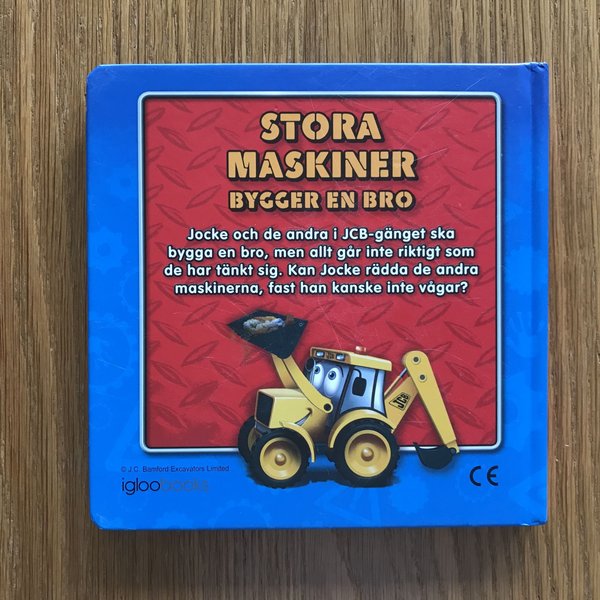 STORA
MASKINER
BYGGER EN BRO
Jocke och de andra i JCB-gänget ska
bygga en bro, men allt går inte riktigt som
de har tänkt sig. Kan Jocke rädda de andra
maskinerna, fast han kanske inte vågar?
JCB
© J.C. Bamford Excavators Limited
igloobooks
CE